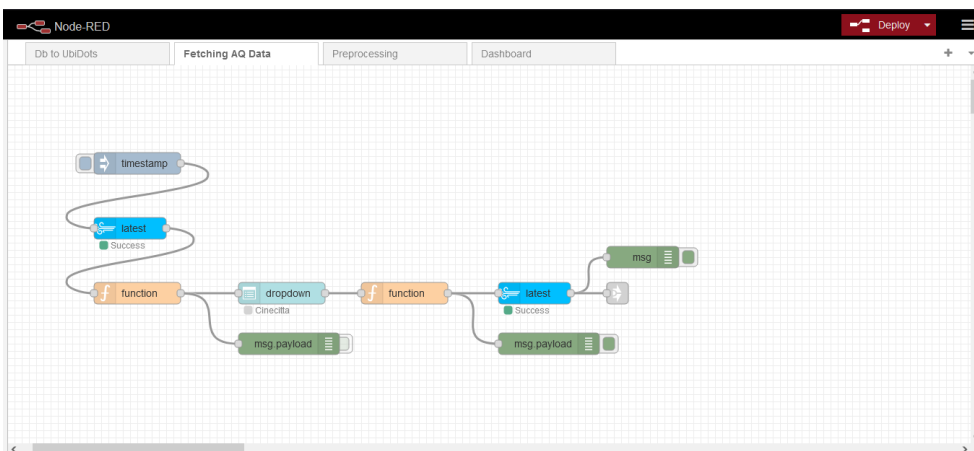 Node-RED
Deploy
Db to UbiDots
Fetching AQ Data
Preprocessing
Dashboard
timestamp
latest
Success
msg
function
dropdown
function
latest
Cinecitta
Success
msg.payload
msg.payload